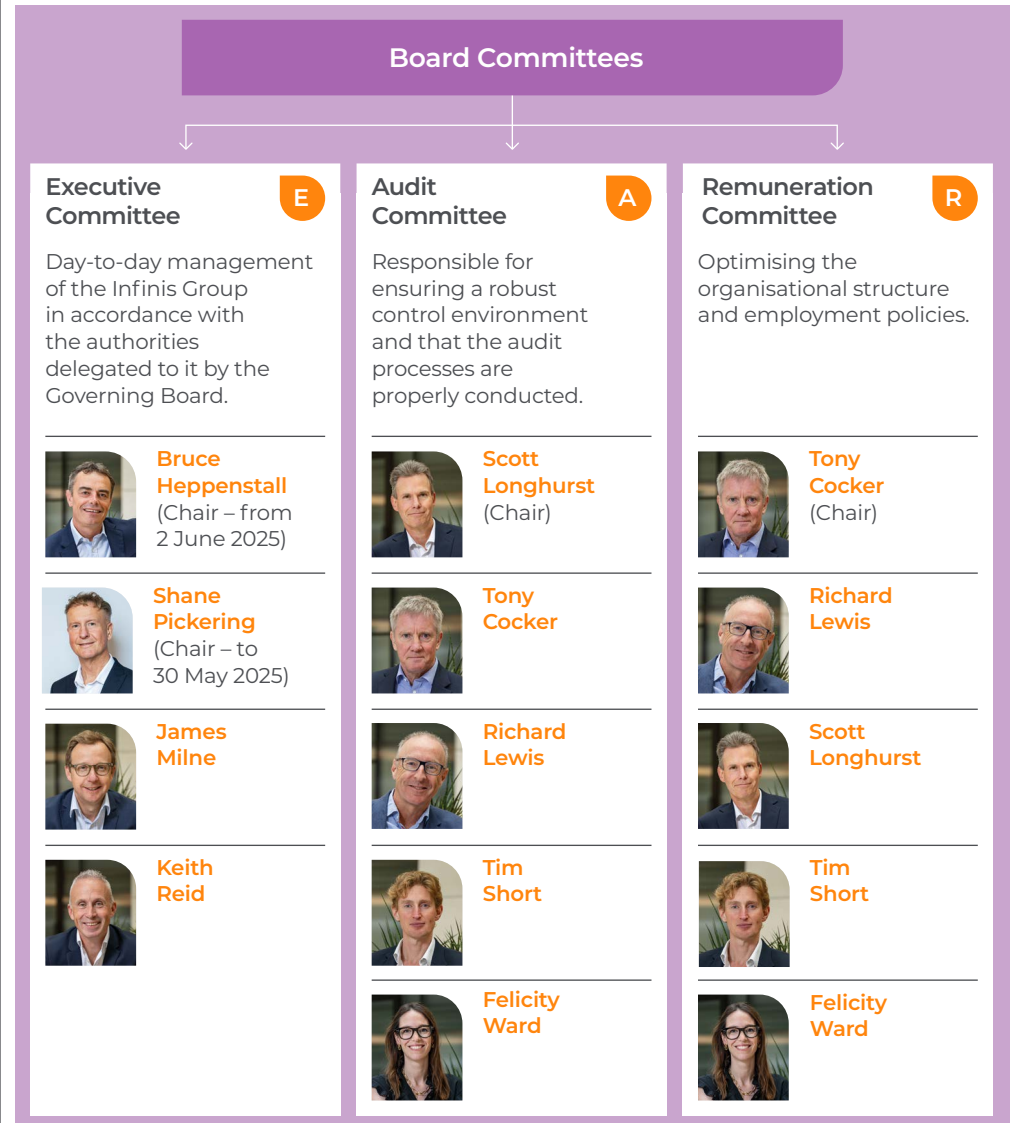 Board Committees
Executive
Committee
E
Day-to-day management
of the Infinis Group
in accordance with
the authorities
delegated to it by the
Governing Board.
Bruce
Heppenstall
(Chair – from
2 June 2025)
Shane
Pickering
(Chair – to
30 May 2025)
James
Milne
Keith
Reid
Audit
Committee
A
Responsible for
ensuring a robust
control environment
and that the audit
processes are
properly conducted.
Scott
Longhurst
(Chair)
Tony
Cocker
Richard
Lewis
Tim
Short
Felicity
Ward
Remuneration
Committee
R
Optimising the
organisational structure
and employment policies.
Tony
Cocker
(Chair)
Richard
Lewis
Scott
Longhurst
Tim
Short
Felicity
Ward